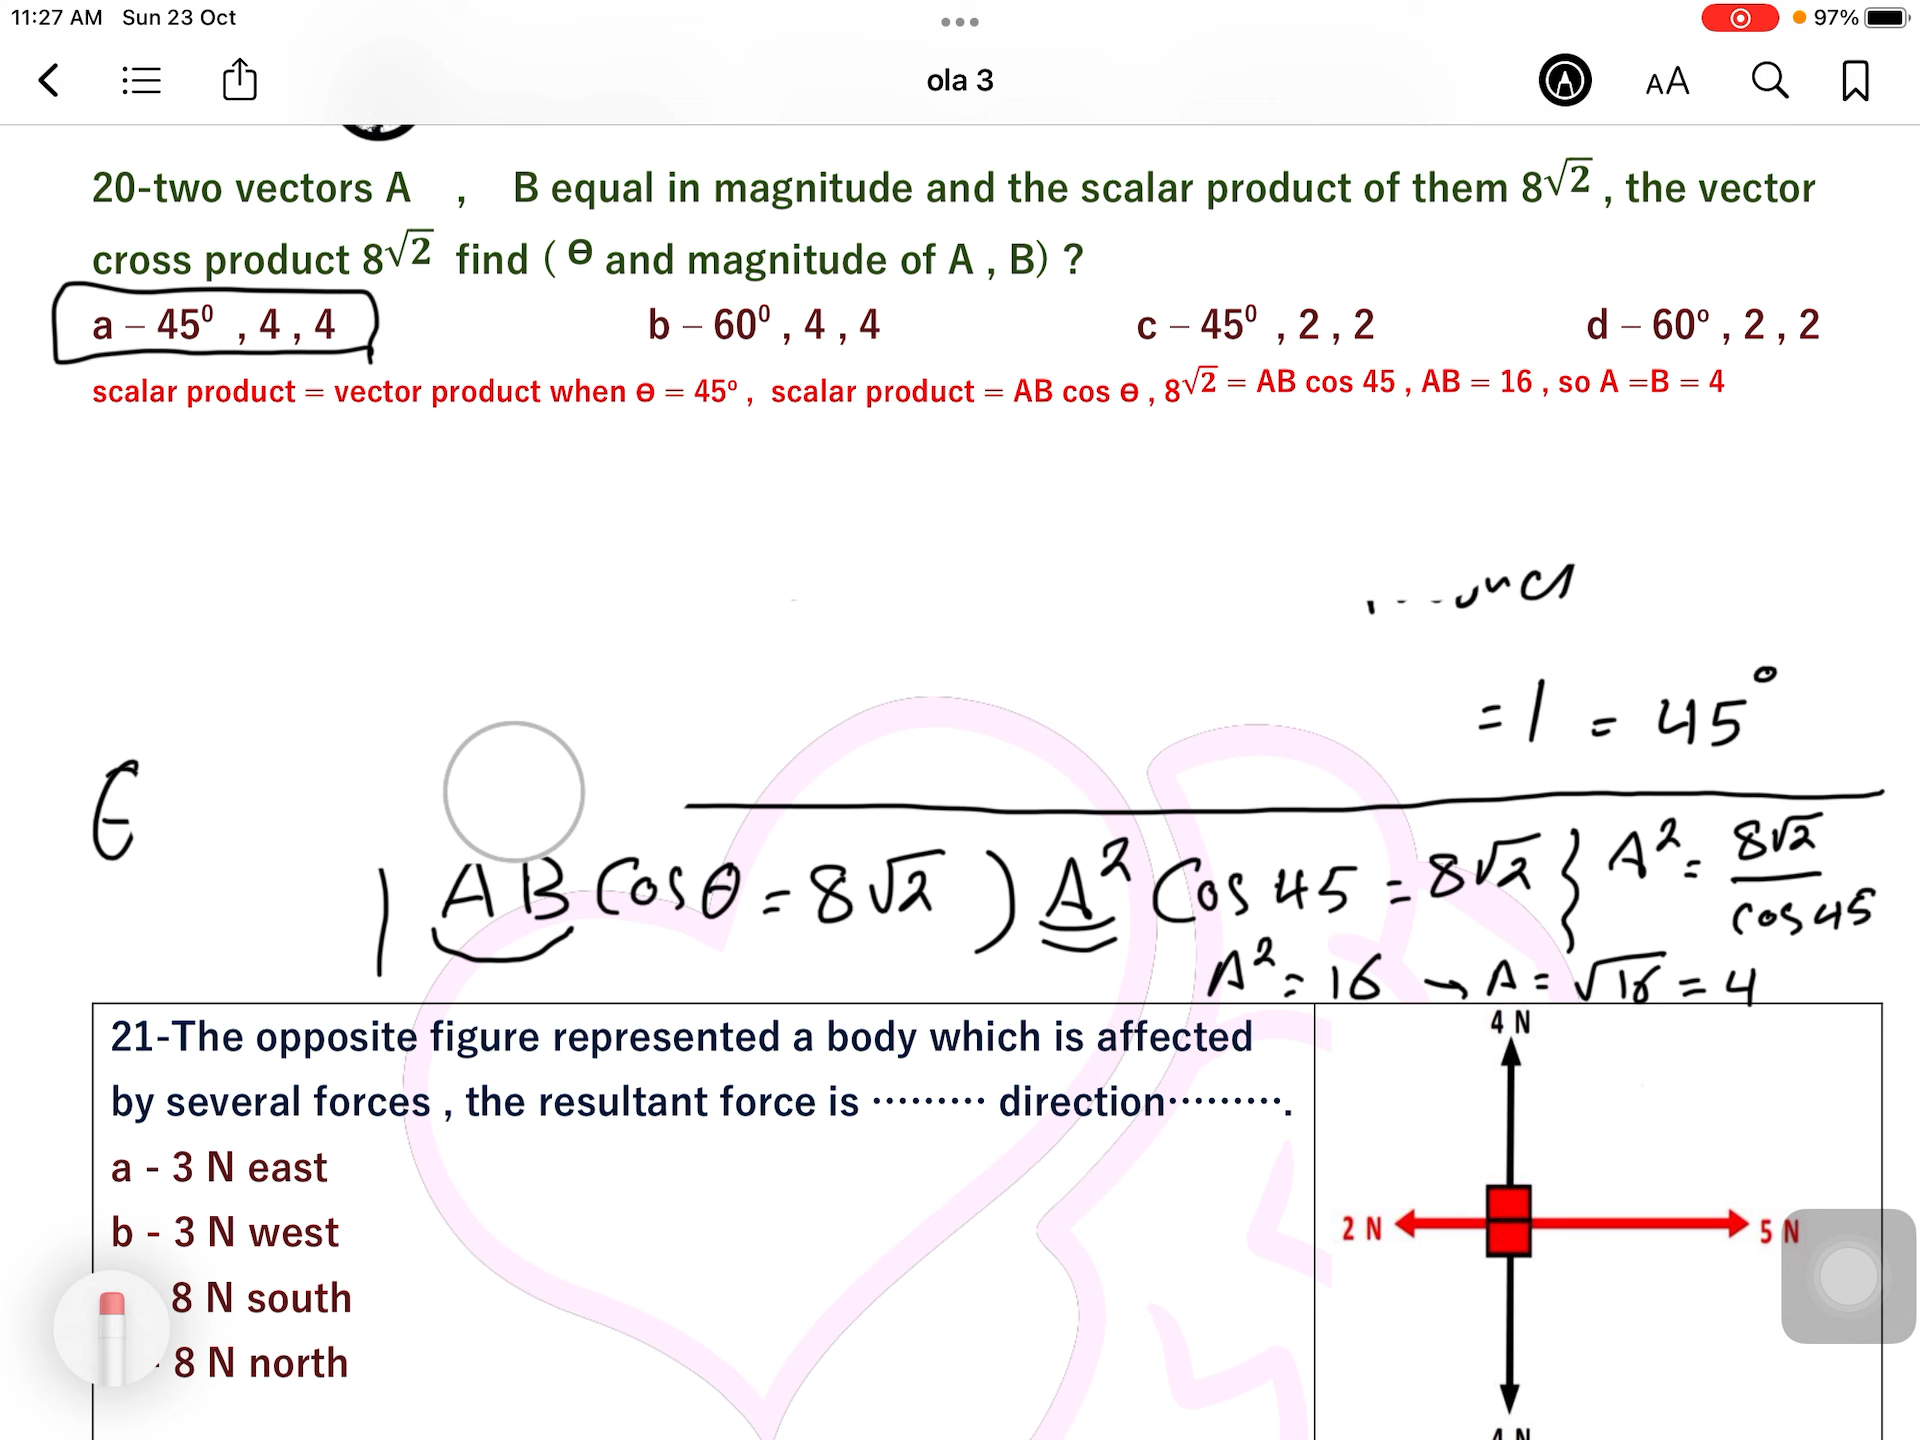 11:27 AM Sun 23 Oct
97%
ola 3
AA
20-two vectors A , B equal in magnitude and the scalar product of them 8√2 , the vector
cross product 8√2 find ( ϴ and magnitude of A , B) ?
a – 45⁰ , 4 , 4
b – 60⁰ , 4 , 4
c – 45⁰ , 2 , 2
d – 60º , 2 , 2
scalar product = vector product when ɵ = 45º , scalar product = AB cos ɵ , 8√2 = AB cos 45 , AB = 16 , so A =B = 4
= 1 = 45°
AB Cosθ = 8√2 ) A² Cos 45 = 8√2 } A² = 8√2 / cos 45
A² = 16 → A = √16 = 4
21-The opposite figure represented a body which is affected
by several forces , the resultant force is ......... direction..........
a - 3 N east
b - 3 N west
8 N south
- 8 N north
4 N
2 N
5 N
4 N